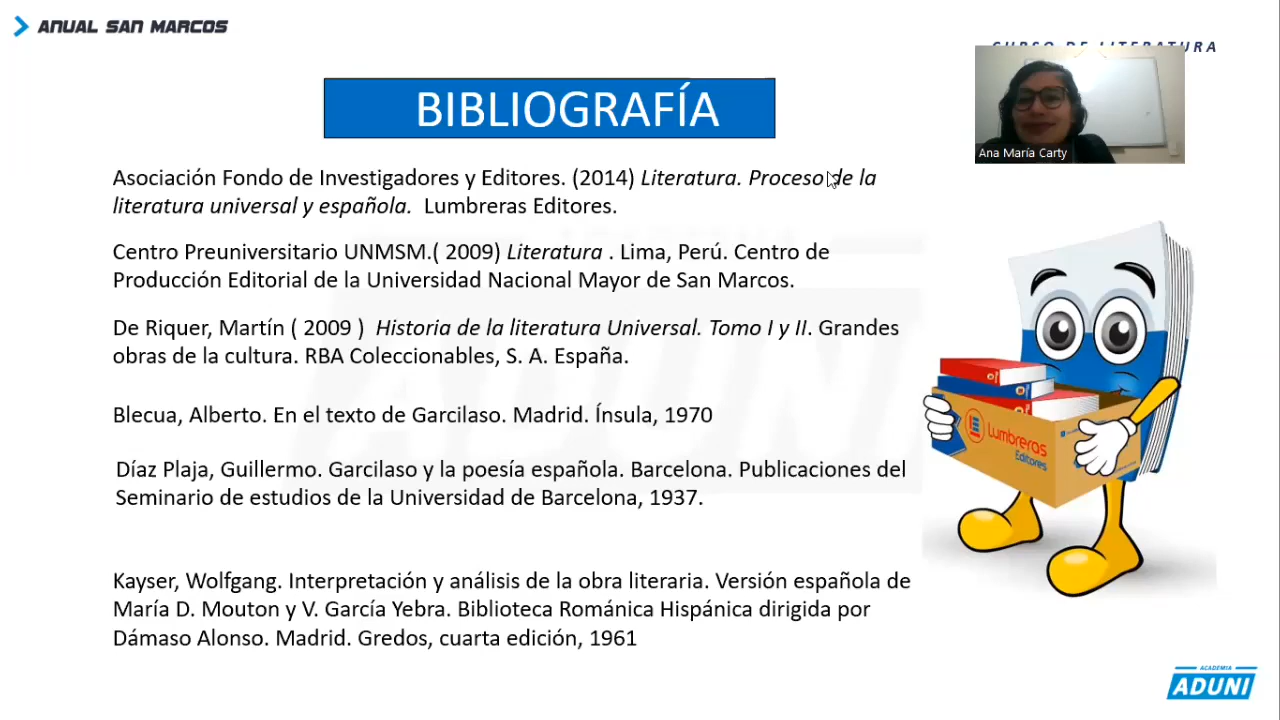 ANUAL SAN MARCOS
CURSO DE LITERATURA
BIBLIOGRAFÍA
Ana María Carty
Asociación Fondo de Investigadores y Editores. (2014) Literatura. Proceso de la
literatura universal y española. Lumbreras Editores.
Centro Preuniversitario UNMSM.( 2009) Literatura . Lima, Perú. Centro de
Producción Editorial de la Universidad Nacional Mayor de San Marcos.
De Riquer, Martín ( 2009 ) Historia de la literatura Universal. Tomo I y II. Grandes
obras de la cultura. RBA Coleccionables, S. A. España.
Blecua, Alberto. En el texto de Garcilaso. Madrid. Ínsula, 1970
Díaz Plaja, Guillermo. Garcilaso y la poesía española. Barcelona. Publicaciones del
Seminario de estudios de la Universidad de Barcelona, 1937.
Kayser, Wolfgang. Interpretación y análisis de la obra literaria. Versión española de
María D. Mouton y V. García Yebra. Biblioteca Románica Hispánica dirigida por
Dámaso Alonso. Madrid. Gredos, cuarta edición, 1961
Lumbreras
Editores
ACADEMIA
ADUNI
ADUNI